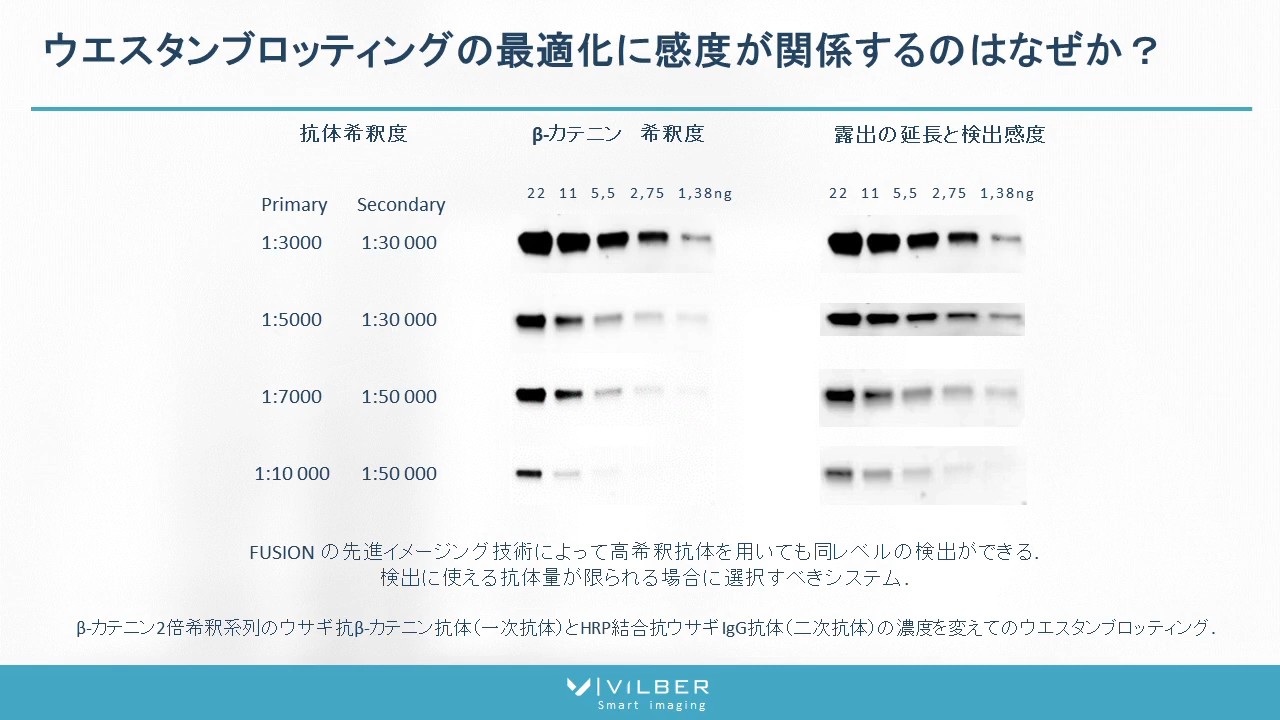 ウエスタンブロッティングの最適化に感度が関係するのはなぜか？
抗体希釈度
β-カテニン　希釈度
露出の延長と検出感度
Primary Secondary
22 11 5,5 2,75 1,38ng
22 11 5,5 2,75 1,38ng
1:3000 1:30 000
1:5000 1:30 000
1:7000 1:50 000
1:10 000 1:50 000
FUSION の先進イメージング技術によって高希釈抗体を用いても同レベルの検出ができる.
検出に使える抗体量が限られる場合に選択すべきシステム.
β-カテニン2倍希釈系列のウサギ抗β-カテニン抗体（一次抗体）とHRP結合抗ウサギIgG抗体（二次抗体）の濃度を変えてのウエスタンブロッティング.
VILBER
Smart imaging